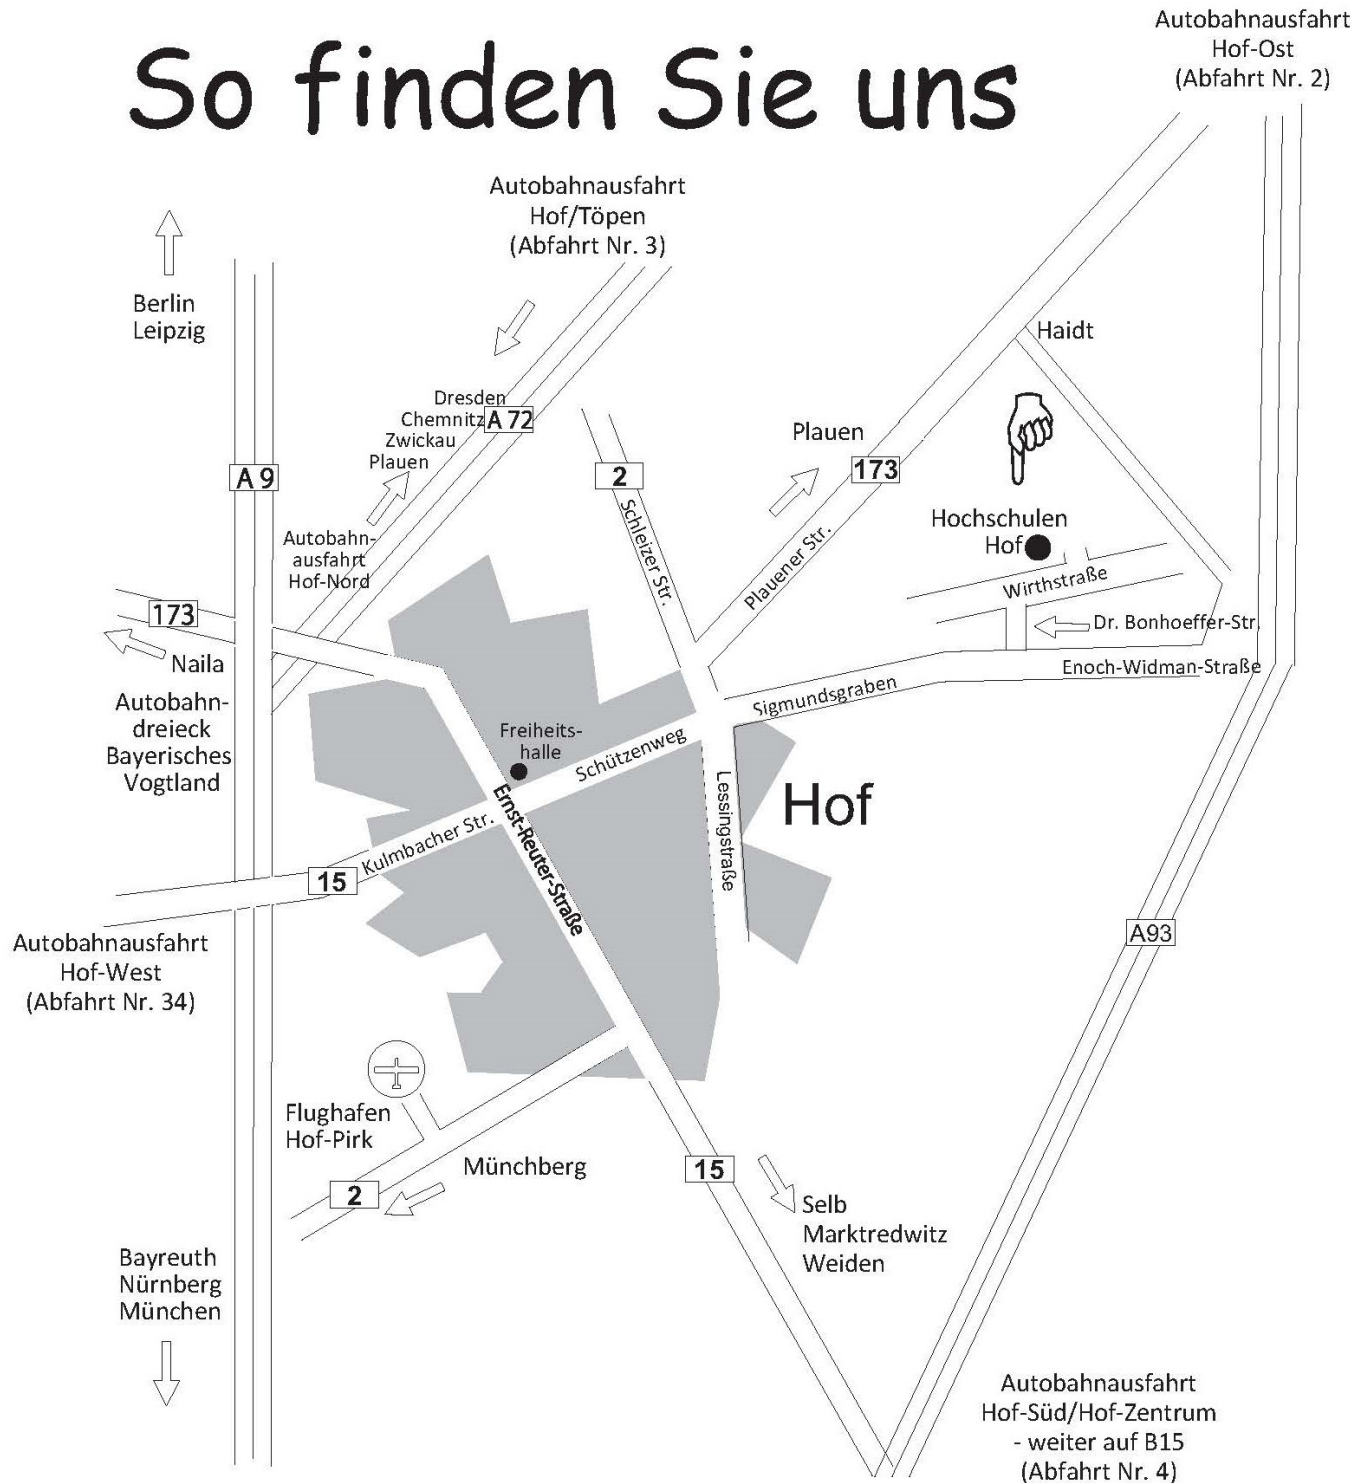 So finden Sie uns
Autobahnausfahrt
Hof-Ost
(Abfahrt Nr. 2)
Autobahnausfahrt
Hof/Töpen
(Abfahrt Nr. 3)
Berlin
Leipzig
Haidt
Dresden
Chemnitz
Zwickau
Plauen
A 72
A 9
2
Schleizer Str.
Plauen
173
Plauener Str.
Hochschulen
Hof
Wirthstraße
Dr. Bonhoeffer-Str.
Enoch-Widman-Straße
Sigmundsgraben
Autobahn-
ausfahrt
Hof-Nord
173
Naila
Autobahn-
dreieck
Bayerisches
Vogtland
Freiheits-
halle
Schützenweg
Lessingstraße
Hof
Ernst-Reuter-Straße
Kulmbacher Str.
15
Autobahnausfahrt
Hof-West
(Abfahrt Nr. 34)
A93
Flughafen
Hof-Pirk
Münchberg
2
15
Selb
Marktredwitz
Weiden
Bayreuth
Nürnberg
München
Autobahnausfahrt
Hof-Süd/Hof-Zentrum
- weiter auf B15
(Abfahrt Nr. 4)